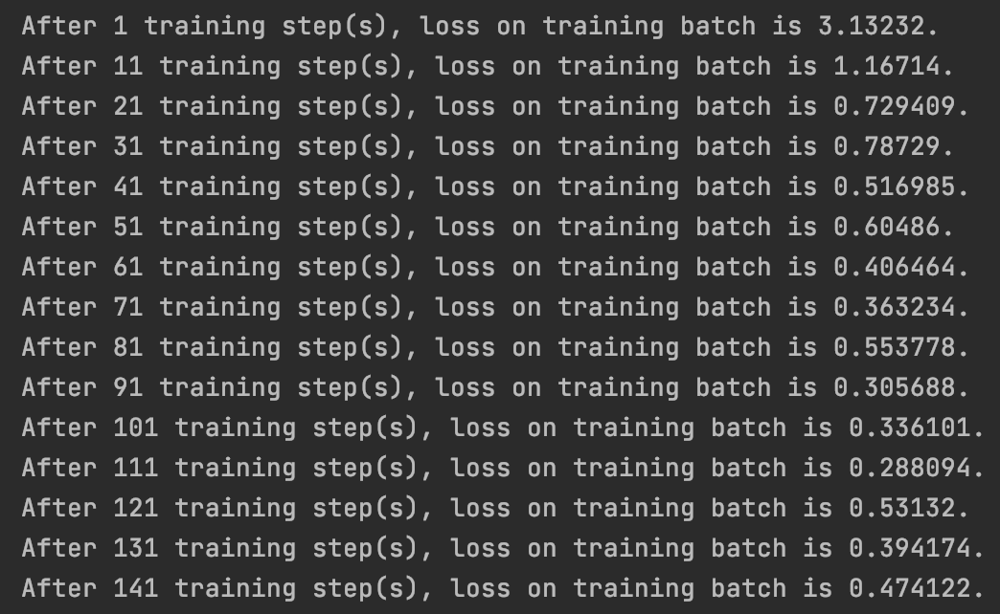 After 1 training step(s), loss on training batch is 3.13232.
After 11 training step(s), loss on training batch is 1.16714.
After 21 training step(s), loss on training batch is 0.729409.
After 31 training step(s), loss on training batch is 0.78729.
After 41 training step(s), loss on training batch is 0.516985.
After 51 training step(s), loss on training batch is 0.60486.
After 61 training step(s), loss on training batch is 0.406464.
After 71 training step(s), loss on training batch is 0.363234.
After 81 training step(s), loss on training batch is 0.553778.
After 91 training step(s), loss on training batch is 0.305688.
After 101 training step(s), loss on training batch is 0.336101.
After 111 training step(s), loss on training batch is 0.288094.
After 121 training step(s), loss on training batch is 0.53132.
After 131 training step(s), loss on training batch is 0.394174.
After 141 training step(s), loss on training batch is 0.474122.